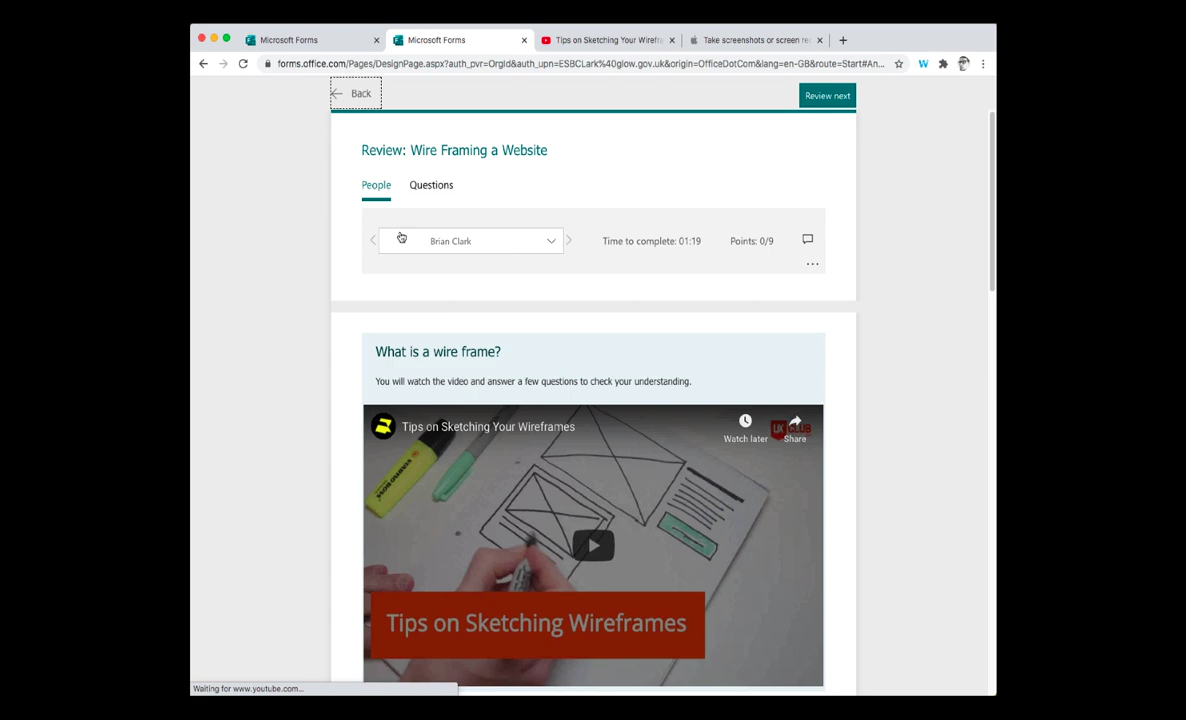 Microsoft Forms
Microsoft Forms
Tips on Sketching Your Wirefra
Take screenshots or screen re
forms.office.com/Pages/DesignPage.aspx?auth_pvr=OrgId&auth_upn=ESBCLark%40glow.gov.uk&origin=OfficeDotCom&lang=en-GB&route=Start#An...
W
Back
Review next
Review: Wire Framing a Website
People Questions
Brian Clark
Time to complete: 01:19
Points: 0/9
What is a wire frame?
You will watch the video and answer a few questions to check your understanding.
Tips on Sketching Your Wireframes
Watch later
Share
UX CLUB
Tips on Sketching Wireframes
Waiting for www.youtube.com...